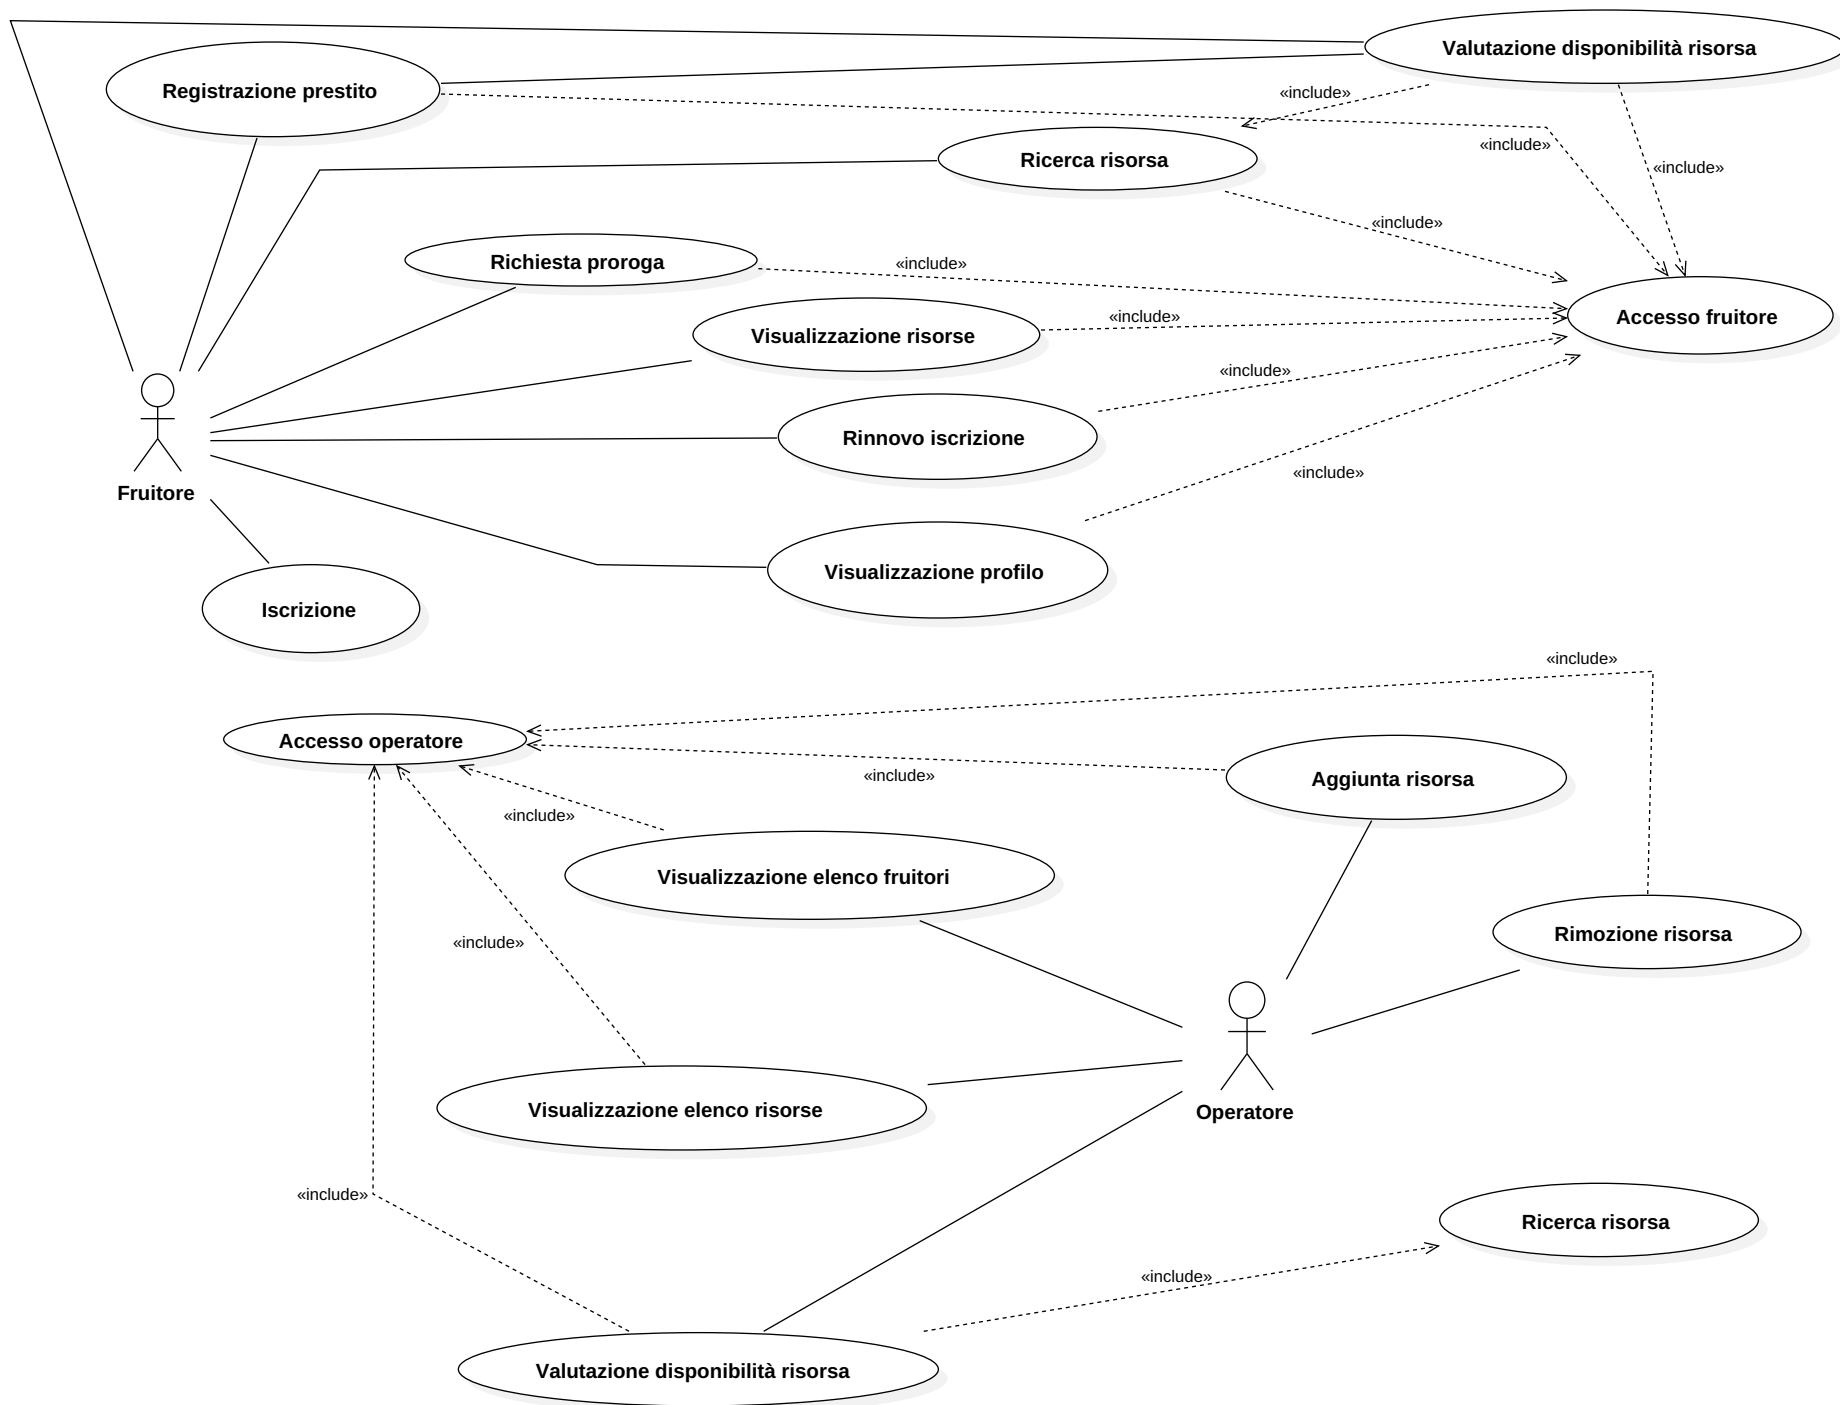 Valutazione disponibilità risorsa
Registrazione prestito
«include»
«include»
Ricerca risorsa
«include»
«include»
Richiesta proroga
«include»
Visualizzazione risorse
«include»
Accesso fruitore
«include»
Rinnovo iscrizione
«include»
Fruitore
Visualizzazione profilo
Iscrizione
«include»
Accesso operatore
«include»
Aggiunta risorsa
«include»
Visualizzazione elenco fruitori
«include»
Rimozione risorsa
Visualizzazione elenco risorse
Operatore
«include»
Ricerca risorsa
«include»
Valutazione disponibilità risorsa